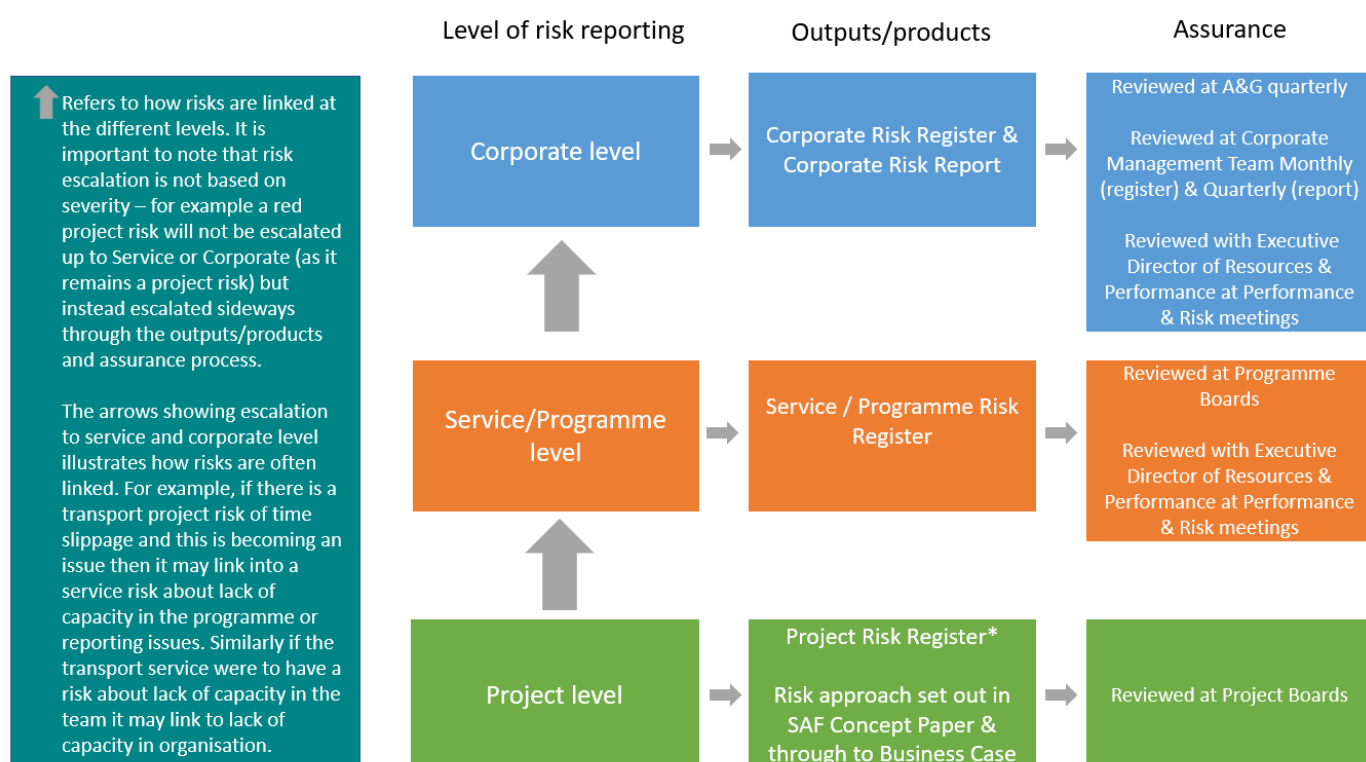 Level of risk reporting
Outputs/products
Assurance
Refers to how risks are linked at
the different levels. It is
important to note that risk
escalation is not based on
severity – for example a red
project risk will not be escalated
up to Service or Corporate (as it
remains a project risk) but
instead escalated sideways
through the outputs/products
and assurance process.
The arrows showing escalation
to service and corporate level
illustrates how risks are often
linked. For example, if there is a
transport project risk of time
slippage and this is becoming an
issue then it may link into a
service risk about lack of
capacity in the programme or
reporting issues. Similarly if the
transport service were to have a
risk about lack of capacity in the
team it may link to lack of
capacity in organisation.
Corporate level
Corporate Risk Register &
Corporate Risk Report
Reviewed at A&G quarterly
Reviewed at Corporate
Management Team Monthly
(register) & Quarterly (report)
Reviewed with Executive
Director of Resources &
Performance at Performance
& Risk meetings
Service/Programme
level
Service / Programme Risk
Register
Reviewed at Programme
Boards
Reviewed with Executive
Director of Resources &
Performance at Performance
& Risk meetings
Project level
Project Risk Register*
Risk approach set out in
SAF Concept Paper &
through to Business Case
Reviewed at Project Boards